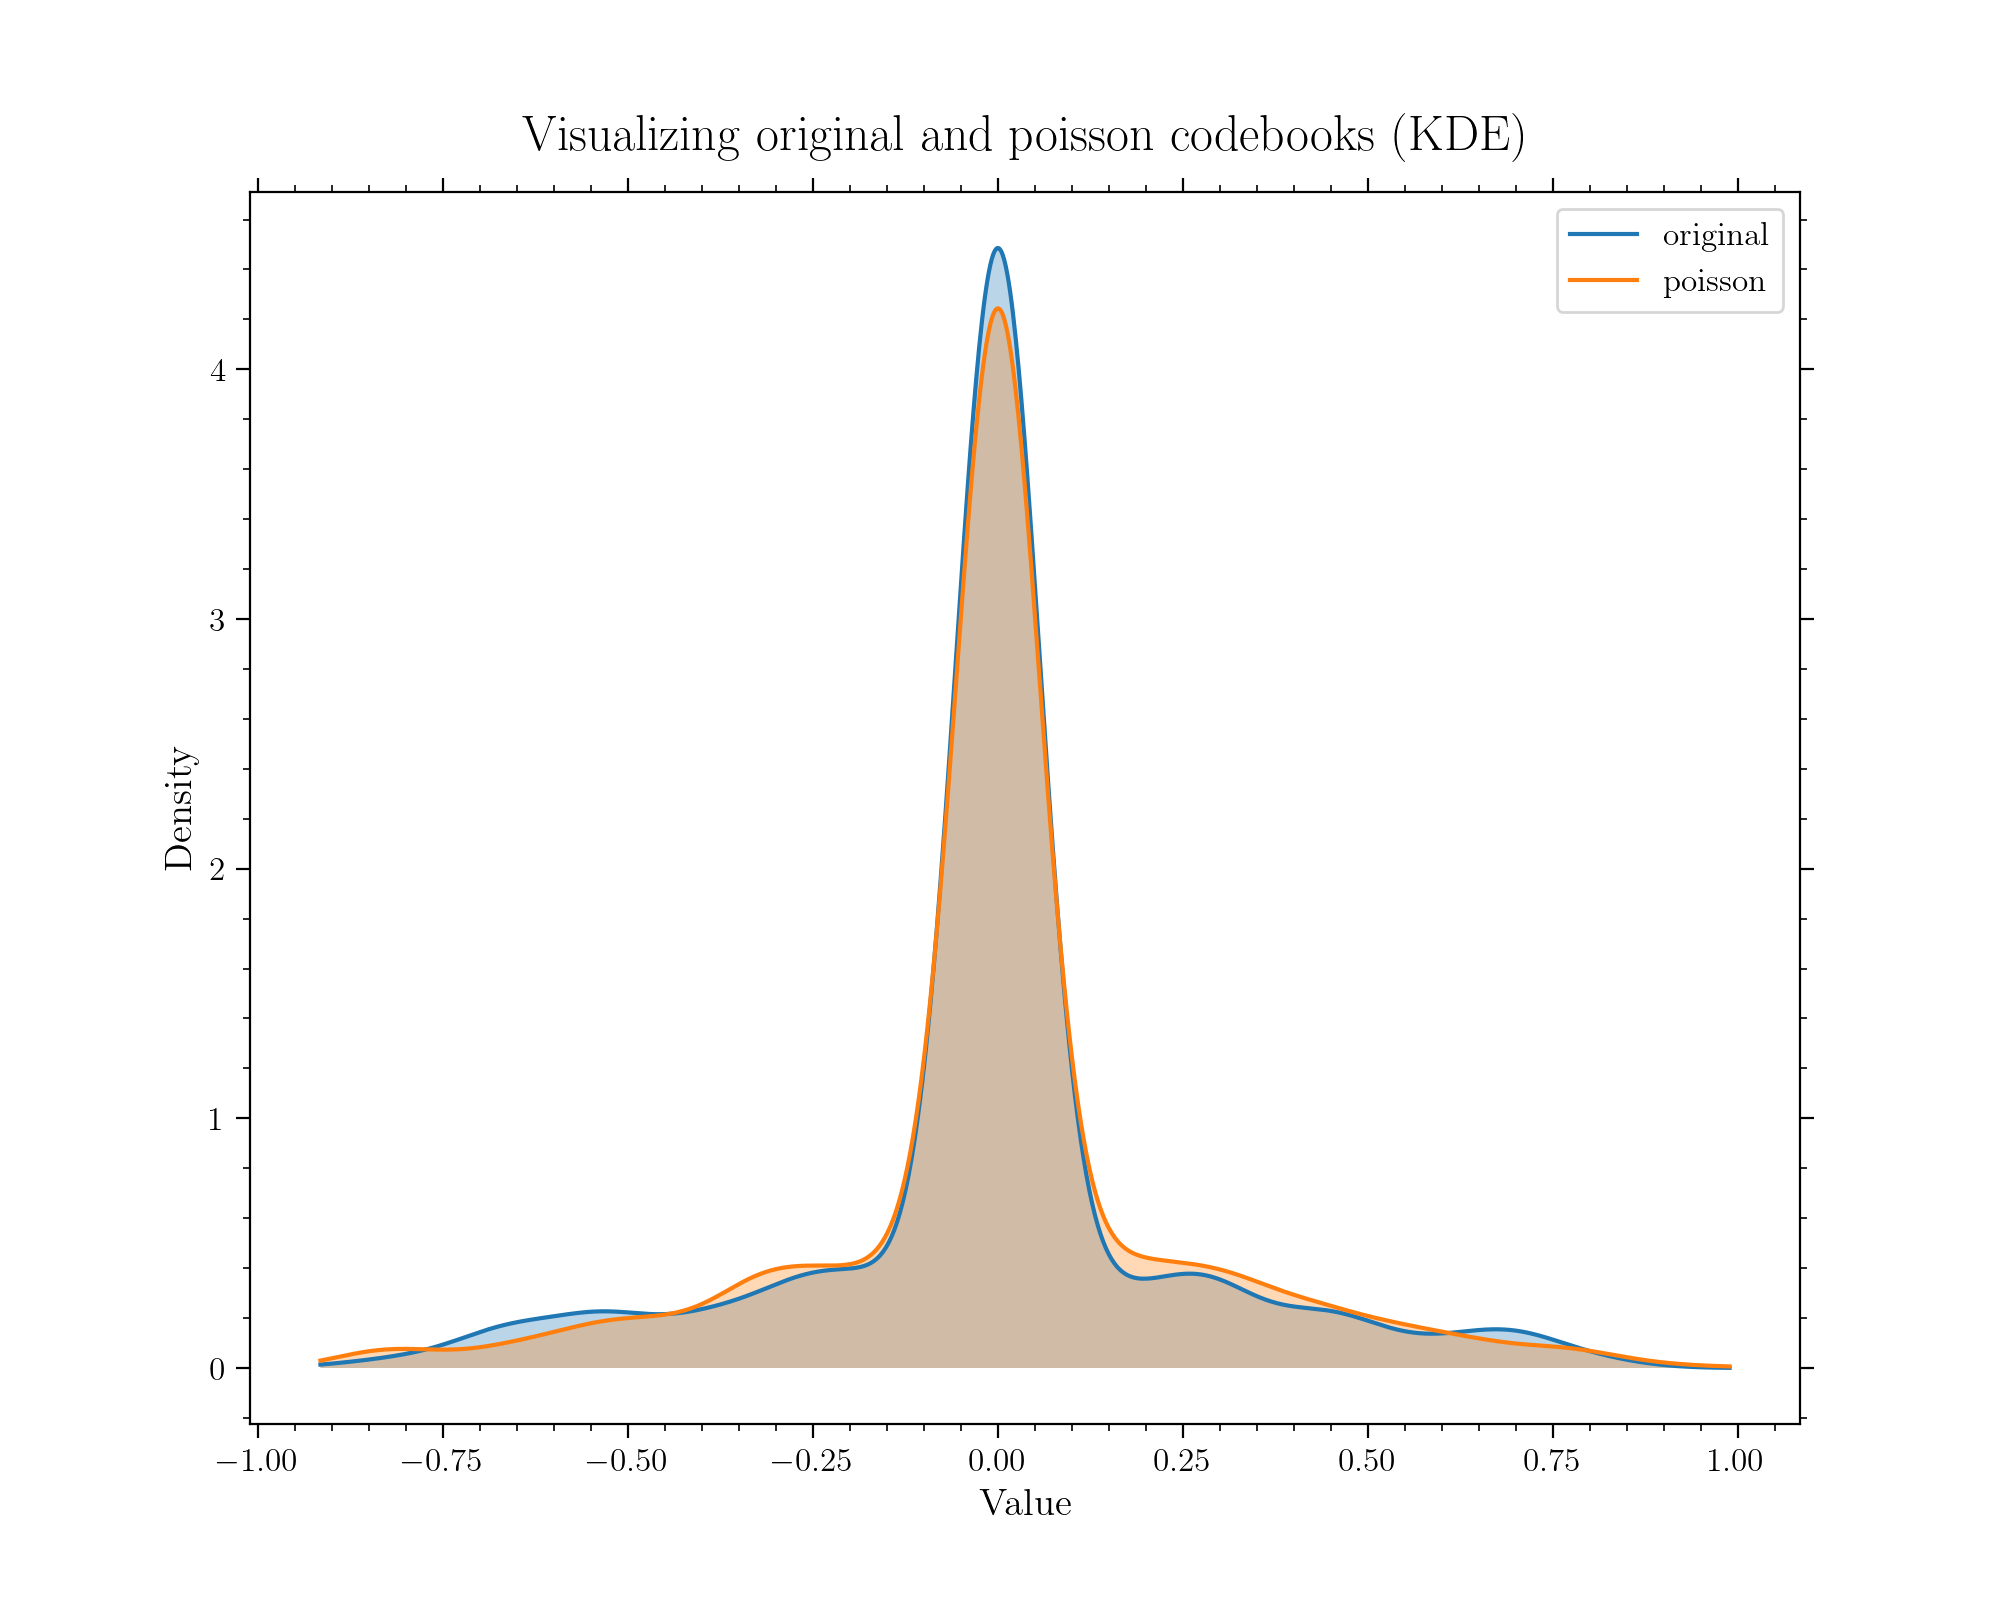 Visualizing original and poisson codebooks (KDE)
original
poisson
Density
4
3
2
1
0
−1.00 −0.75 −0.50 −0.25 0.00 0.25 0.50 0.75 1.00
Value